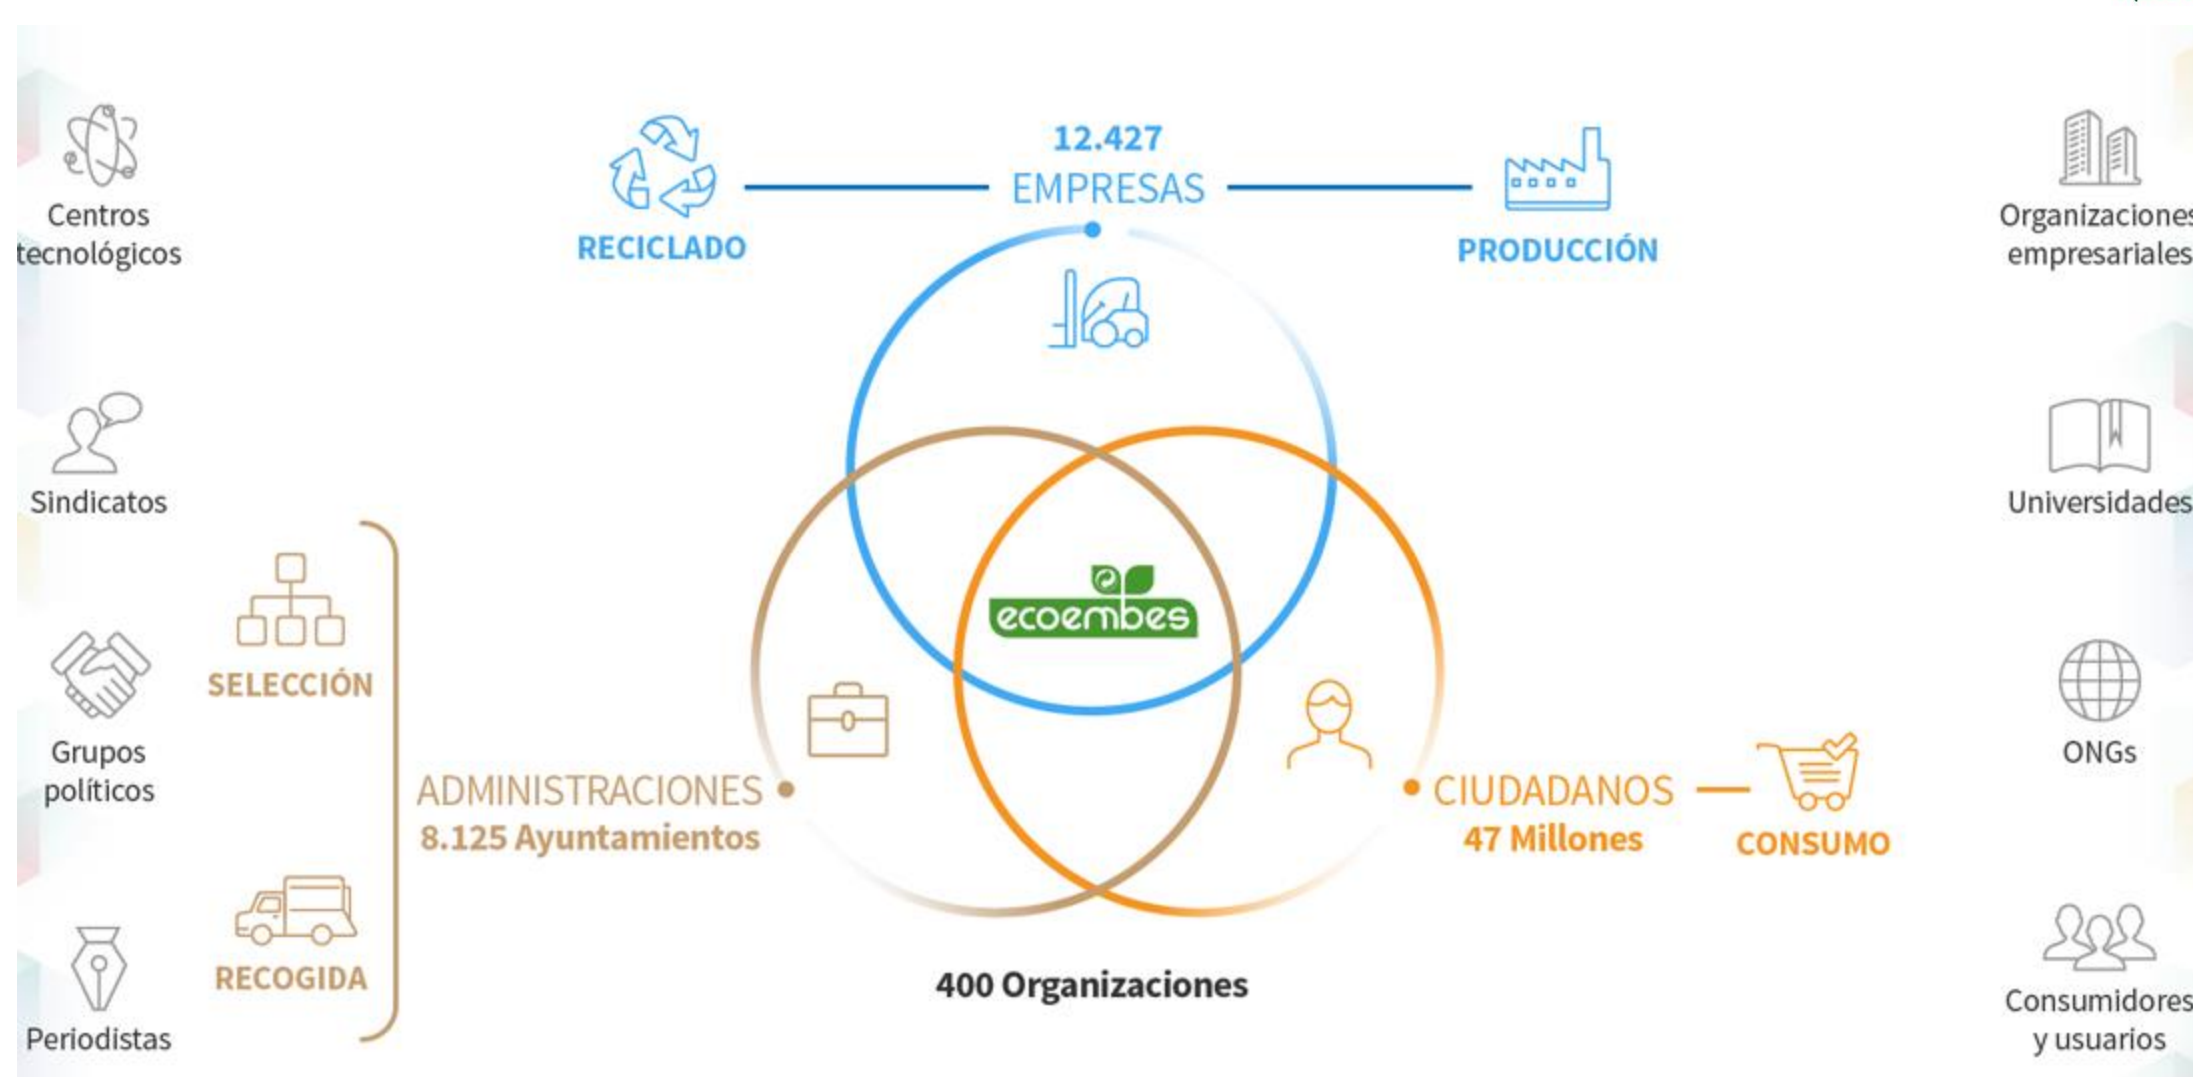 Centros
tecnológicos
Sindicatos
Grupos
políticos
Periodistas
SELECCIÓN
RECOGIDA
RECICLADO
12.427
EMPRESAS
PRODUCCIÓN
ecoembes
ADMINISTRACIONES
8.125 Ayuntamientos
CIUDADANOS
47 Millones
CONSUMO
400 Organizaciones
Organizaciones
empresariales
Universidades
ONGs
Consumidores
y usuarios